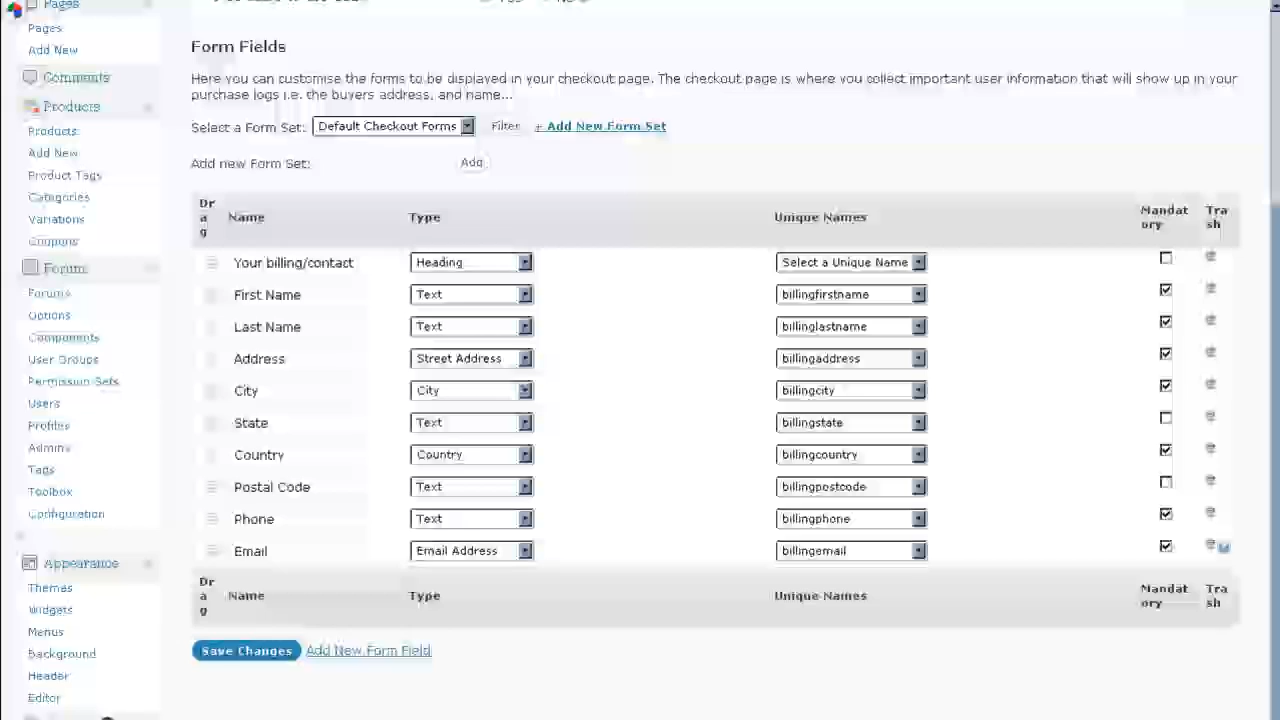 Pages
Pages
Add New
Comments
Products
Products
Add New
Product Tags
Categories
Variations
Coupons
Forum
Forums
Options
Components
User Groups
Permission Sets
Users
Profiles
Admins
Tags
Toolbox
Configuration
Appearance
Themes
Widgets
Menus
Background
Header
Editor
Form Fields
Here you can customise the forms to be displayed in your checkout page. The checkout page is where you collect important user information that will show up in your
purchase logs i.e. the buyers address, and name...
Select a Form Set: Default Checkout Forms Filter + Add New Form Set
Add new Form Set: Add
Drag Name Type Unique Names Mandatory Trash
Your billing/contact Heading Select a Unique Name
First Name Text billingfirstname
Last Name Text billinglastname
Address Street Address billingaddress
City City billingcity
State Text billingstate
Country Country billingcountry
Postal Code Text billingpostcode
Phone Text billingphone
Email Email Address billingemail
Drag Name Type Unique Names Mandatory Trash
Save Changes Add New Form Field